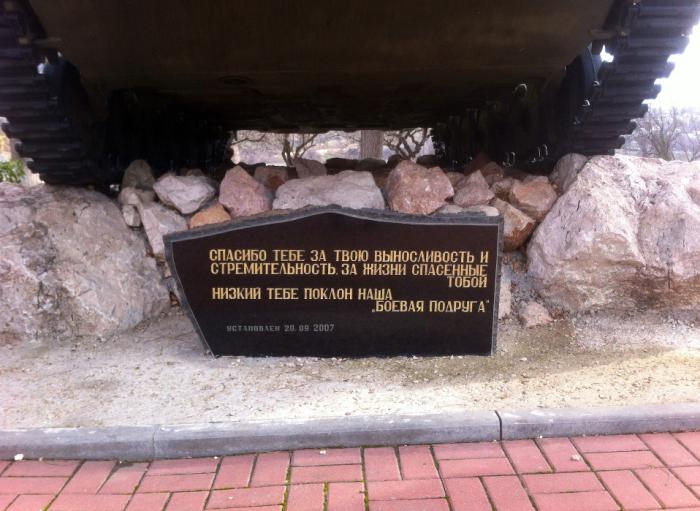 СПАСИБО ТЕБЕ ЗА ТВОЮ ВЫНОСЛИВОСТЬ И
СТРЕМИТЕЛЬНОСТЬ, ЗА ЖИЗНИ СПАСЕННЫЕ
ТОБОЙ
НИЗКИЙ ТЕБЕ ПОКЛОН НАША
„БОЕВАЯ ПОДРУГА"
УСТАНОВЛЕН 20.09.2007